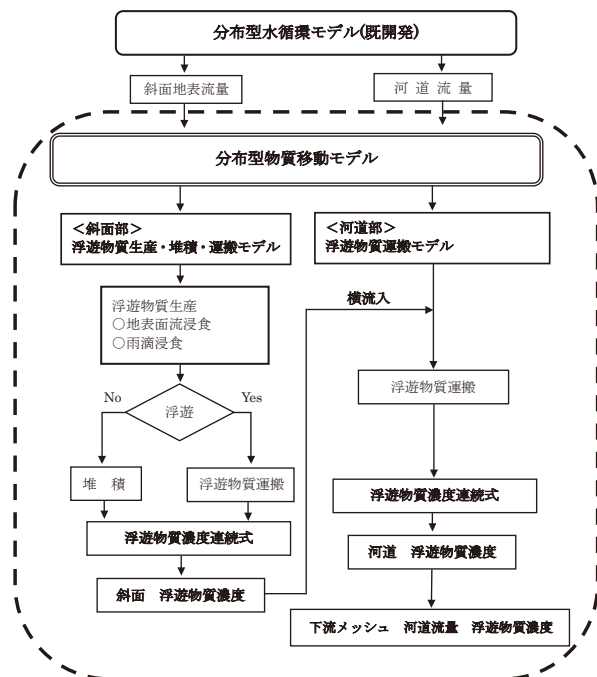 分布型水循環モデル(既開発)
斜面地表流量
河 道 流 量
分布型物質移動モデル
＜斜面部＞
浮遊物質生産・堆積・運搬モデル
＜河道部＞
浮遊物質運搬モデル
浮遊物質生産
○地表面流浸食
○雨滴浸食
横流入
No
浮遊
Yes
浮遊物質運搬
堆　積
浮遊物質運搬
浮遊物質濃度連続式
浮遊物質濃度連続式
斜面　浮遊物質濃度
河道　浮遊物質濃度
下流メッシュ　河道流量　浮遊物質濃度